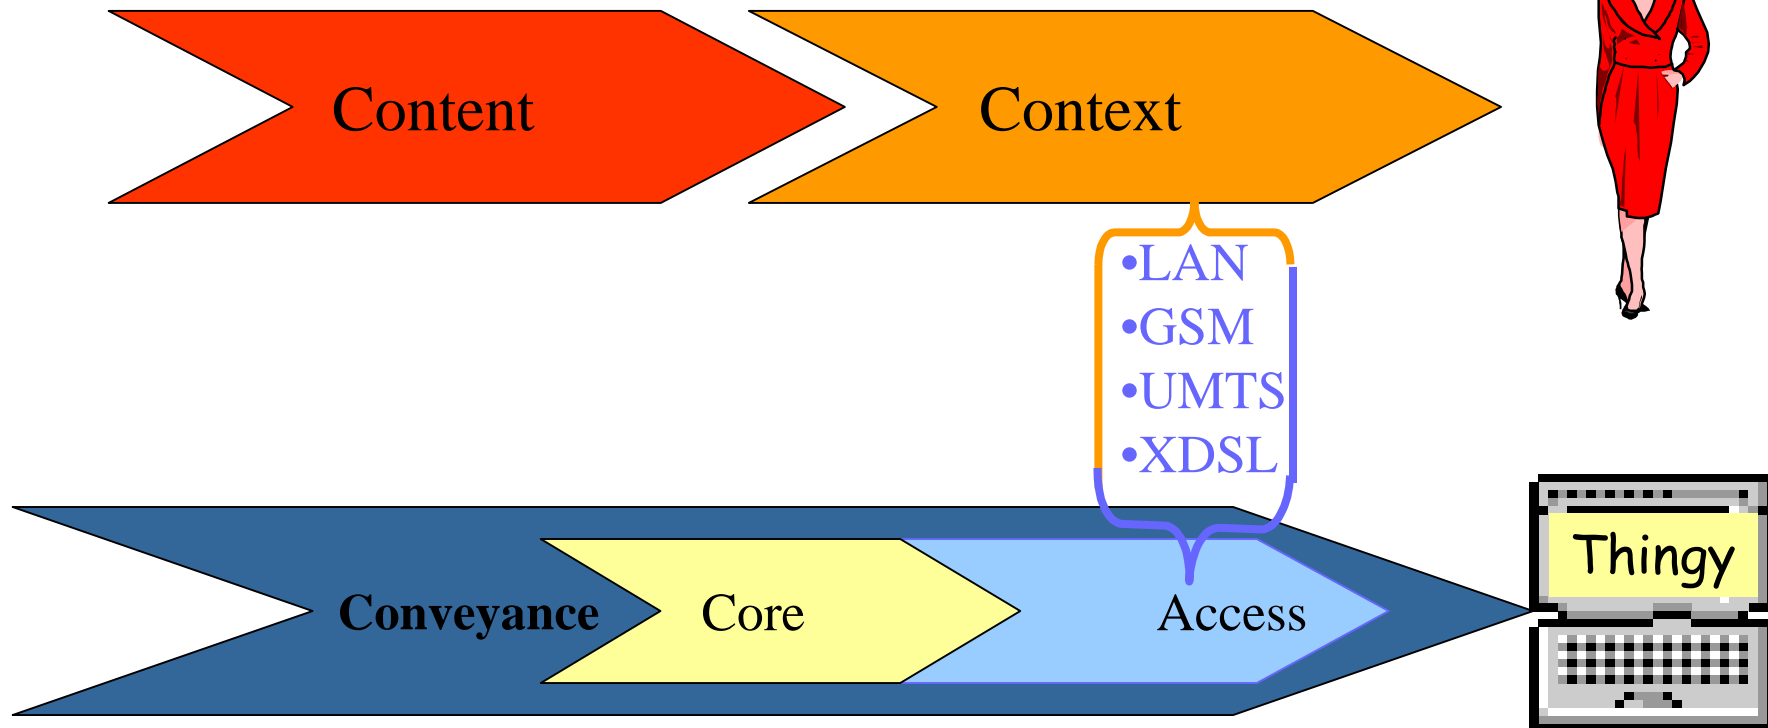 Content
Context
•LAN
•GSM
•UMTS
•XDSL
Thingy
Conveyance
Core
Access